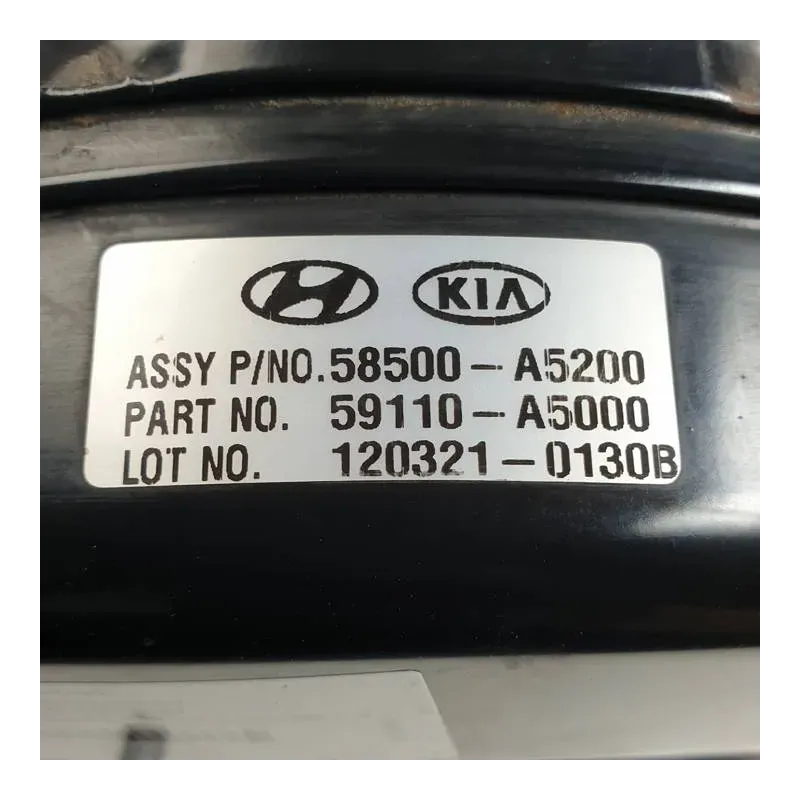 KIA
ASSY P/NO. 58500-A5200
PART NO. 59110-A5000
LOT NO. 120321-0130B